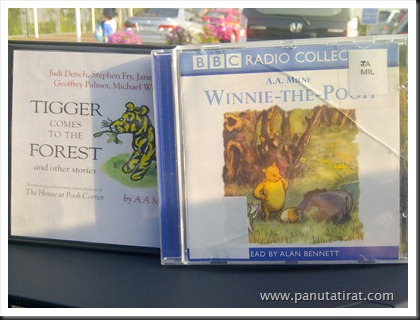 Judi Dench, Stephen Fry, Jane
Geoffrey Palmer, Michael W
TIGGER
COMES TO THE
FOREST
and other stories
The House at Pooh Corner
by A A M
BBC RADIO COLLEC
A.A. MILNE
WINNIE-THE-POOH
JA
MIL
READ BY ALAN BENNETT
www.panutatirat.com